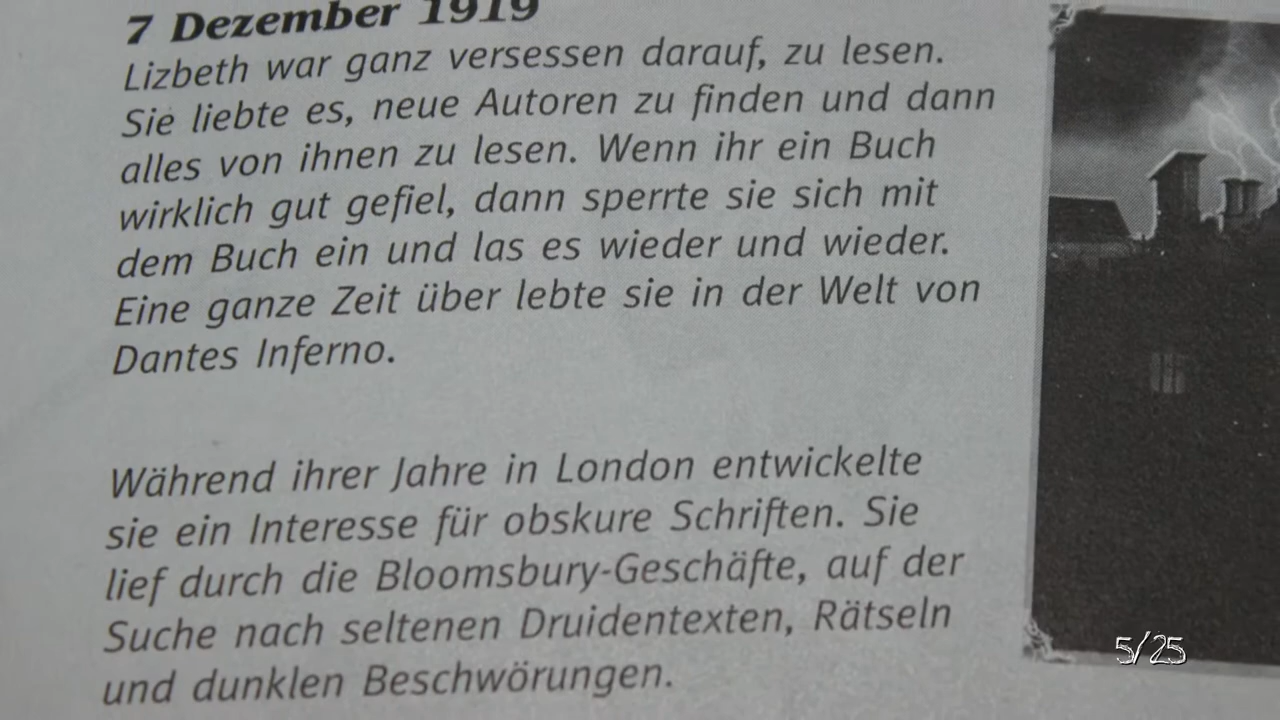 7 Dezember 1919
Lizbeth war ganz versessen darauf, zu lesen.
Sie liebte es, neue Autoren zu finden und dann
alles von ihnen zu lesen. Wenn ihr ein Buch
wirklich gut gefiel, dann sperrte sie sich mit
dem Buch ein und las es wieder und wieder.
Eine ganze Zeit über lebte sie in der Welt von
Dantes Inferno.
Während ihrer Jahre in London entwickelte
sie ein Interesse für obskure Schriften. Sie
lief durch die Bloomsbury-Geschäfte, auf der
Suche nach seltenen Druidentexten, Rätseln
und dunklen Beschwörungen.
5/25